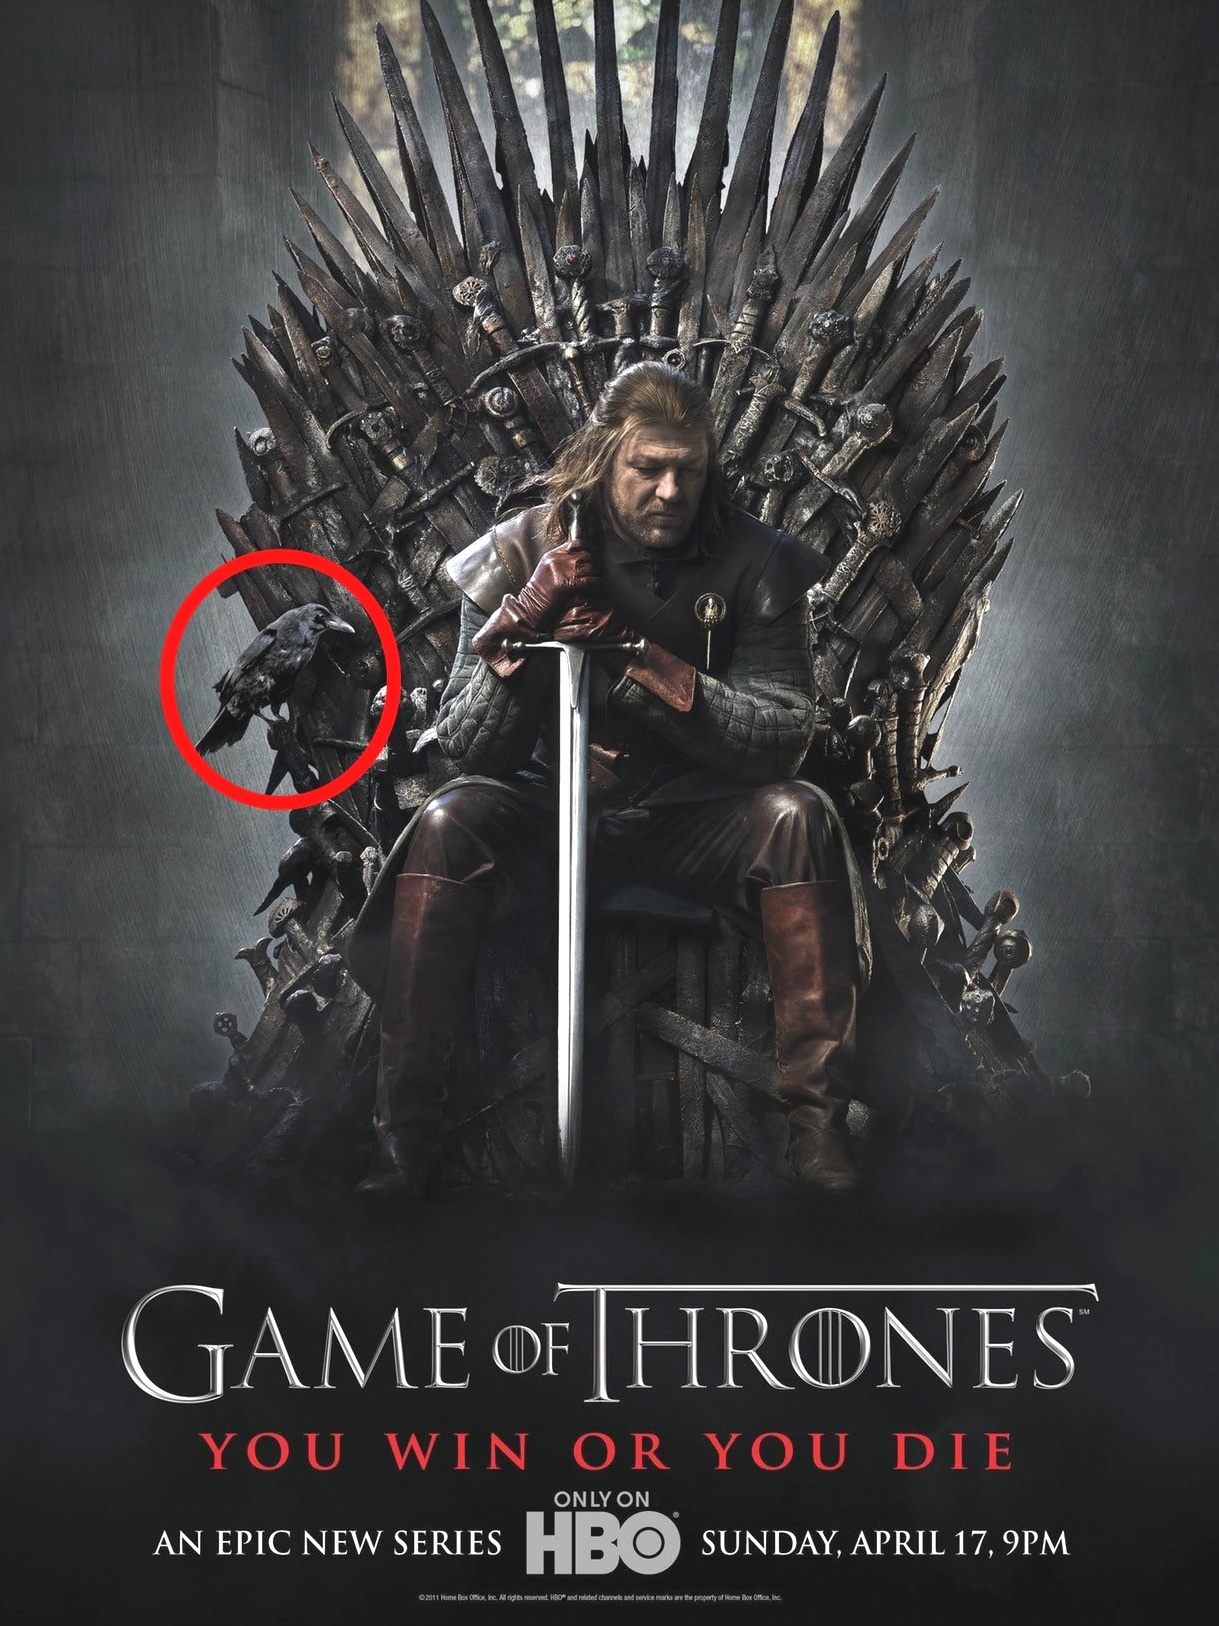 GAME OF THRONES℠
YOU WIN OR YOU DIE
ONLY ON
AN EPIC NEW SERIES HBO® SUNDAY, APRIL 17, 9PM
©2011 Home Box Office, Inc. All rights reserved. HBO® and related channels and service marks are the property of Home Box Office, Inc.